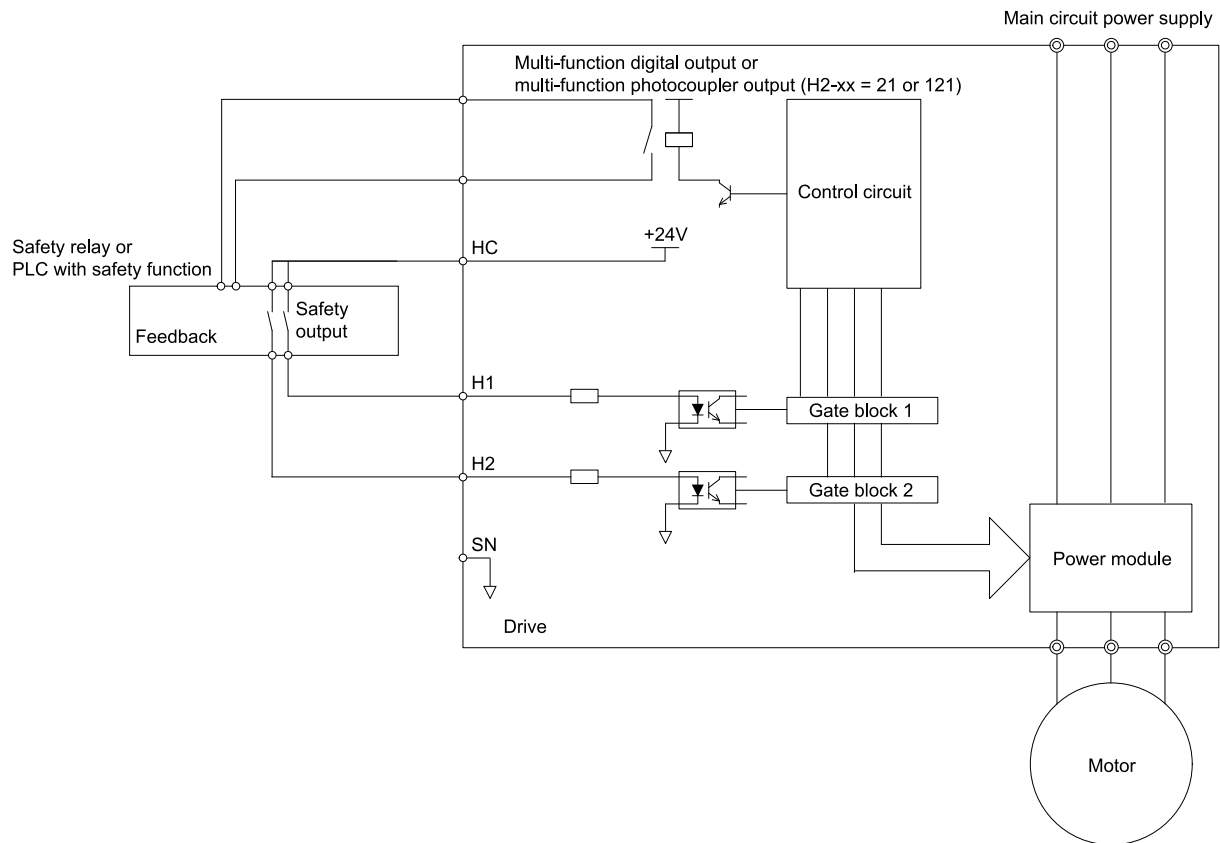 Main circuit power supply
Multi-function digital output or
multi-function photocoupler output (H2-xx = 21 or 121)
Control circuit
+24V
Safety relay or
PLC with safety function
HC
Safety
output
Feedback
H1
Gate block 1
H2
Gate block 2
SN
Power module
Drive
Motor